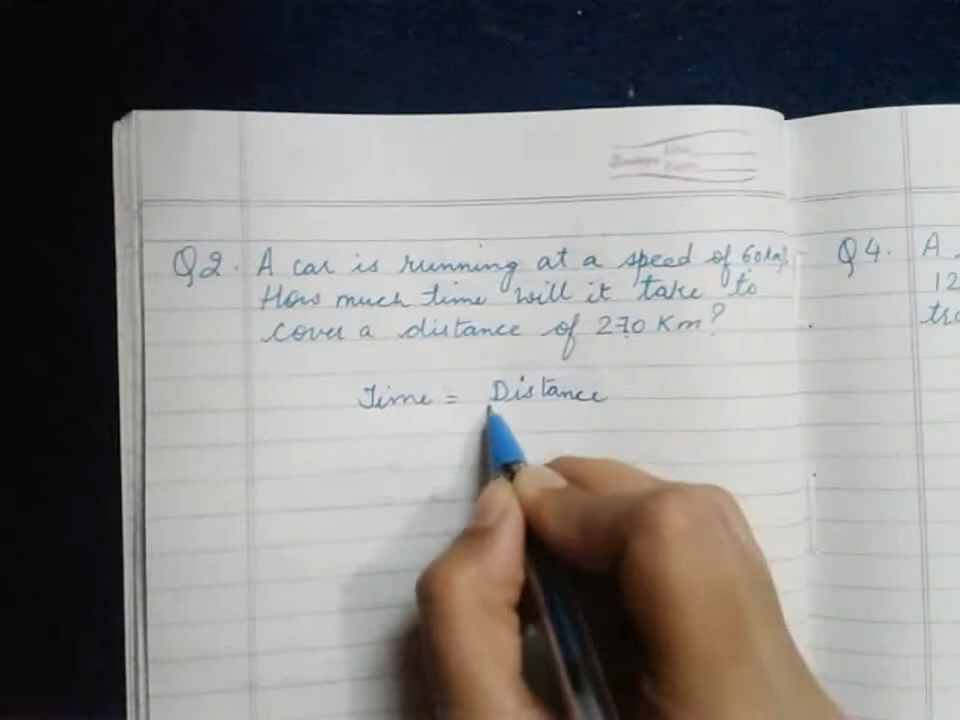 Q2. A car is running at a speed of 60km/
How much time will it take to
cover a distance of 270 Km?
Time = Distance
Q4. A
12
tra